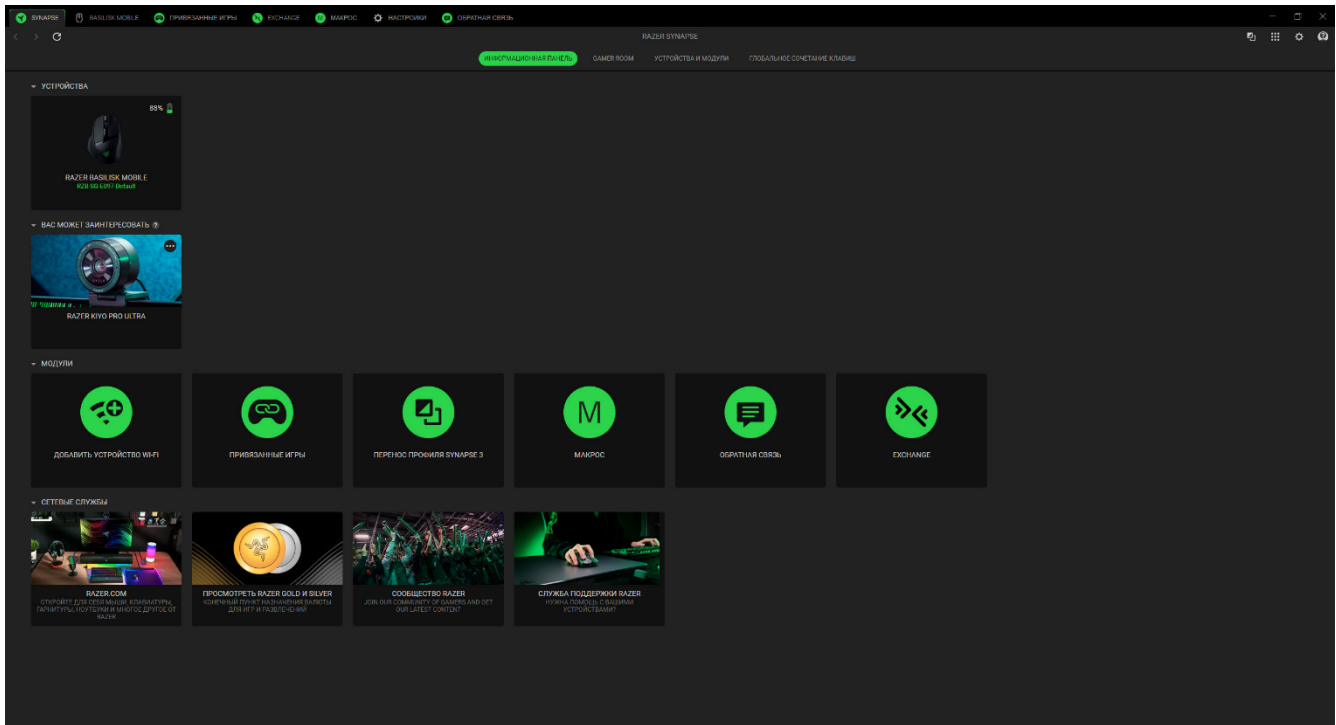 SYNAPSE
BASILISK MOBILE
ПРИВЯЗАННЫЕ ИГРЫ
EXCHANGE
МАКРОС
НАСТРОЙКИ
ОБРАТНАЯ СВЯЗЬ
RAZER SYNAPSE
ИНФОРМАЦИОННАЯ ПАНЕЛЬ
GAMER ROOM
УСТРОЙСТВА И МОДУЛИ
ГЛОБАЛЬНОЕ СОЧЕТАНИЕ КЛАВИШ
УСТРОЙСТВА
88%
RAZER BASILISK MOBILE
Default
ВАС МОЖЕТ ЗАИНТЕРЕСОВАТЬ ?
RAZER KIYO PRO ULTRA
МОДУЛИ
M
ДОБАВИТЬ УСТРОЙСТВО WI-FI
ПРИВЯЗАННЫЕ ИГРЫ
ПЕРЕНОС ПРОФИЛЯ SYNAPSE 3
МАКРОС
ОБРАТНАЯ СВЯЗЬ
EXCHANGE
СЕТЕВЫЕ СЛУЖБЫ
RAZER.COM
ОТКРОЙТЕ ДЛЯ СЕБЯ МЫШИ, КЛАВИАТУРЫ,
ГАРНИТУРЫ, НОУТБУКИ И МНОГОЕ ДРУГОЕ ОТ
RAZER
ПРОСМОТРЕТЬ RAZER GOLD И SILVER
КОНЕЧНЫЙ ПУНКТ НАЗНАЧЕНИЯ ВАЛЮТЫ
ДЛЯ ИГР И РАЗВЛЕЧЕНИЙ
СООБЩЕСТВО RAZER
JOIN OUR COMMUNITY OF GAMERS AND GET
OUR LATEST CONTENT
СЛУЖБА ПОДДЕРЖКИ RAZER
НУЖНА ПОМОЩЬ С ВАШИМИ
УСТРОЙСТВАМИ?